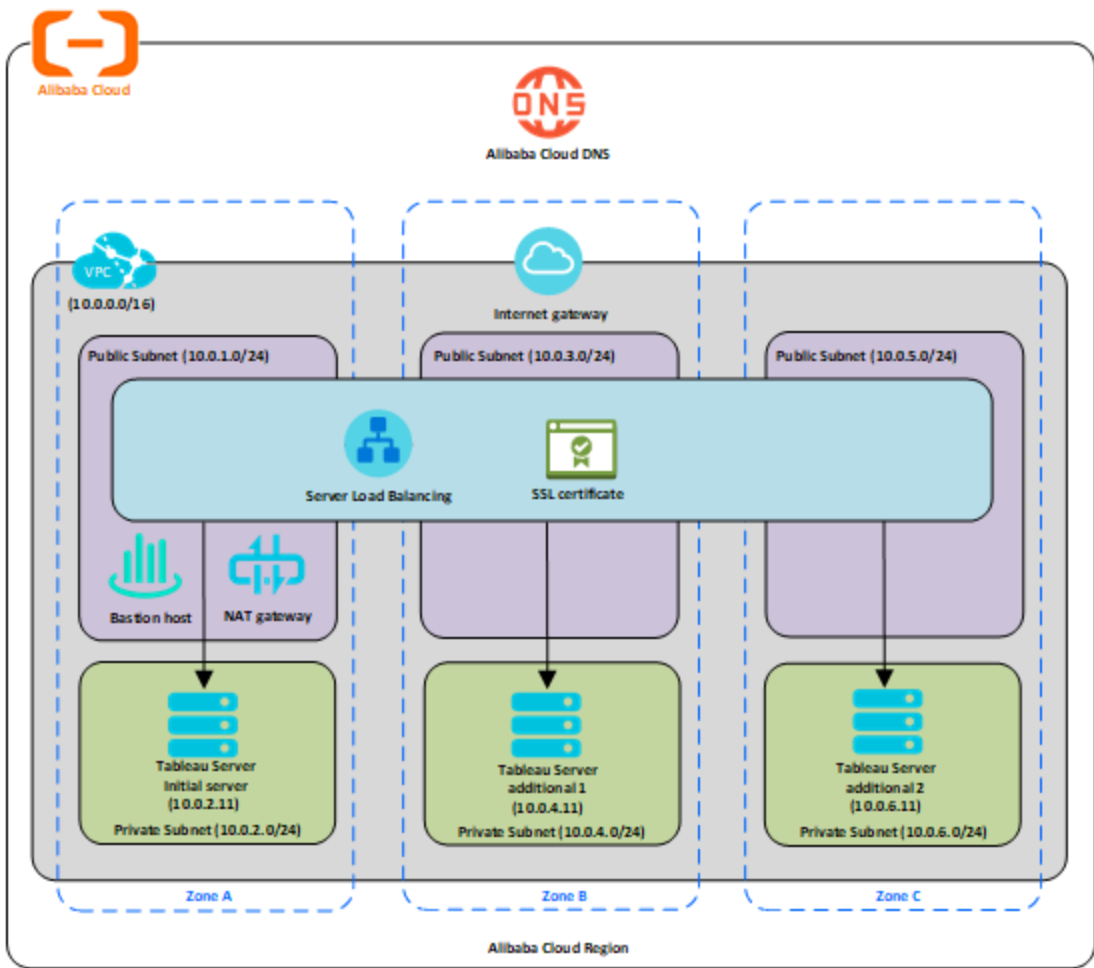 Alibaba Cloud
DNS
Alibaba Cloud DNS
VPC
(10.0.0.0/16)
Internet gateway
Public Subnet (10.0.1.0/24)
Public Subnet (10.0.3.0/24)
Public Subnet (10.0.5.0/24)
Server Load Balancing
SSL certificate
Bastion host
NAT gateway
Tableau Server
Initial server
(10.0.2.11)
Private Subnet (10.0.2.0/24)
Tableau Server
additional 1
(10.0.4.11)
Private Subnet (10.0.4.0/24)
Tableau Server
additional 2
(10.0.6.11)
Private Subnet (10.0.6.0/24)
Zone A
Zone B
Zone C
Alibaba Cloud Region